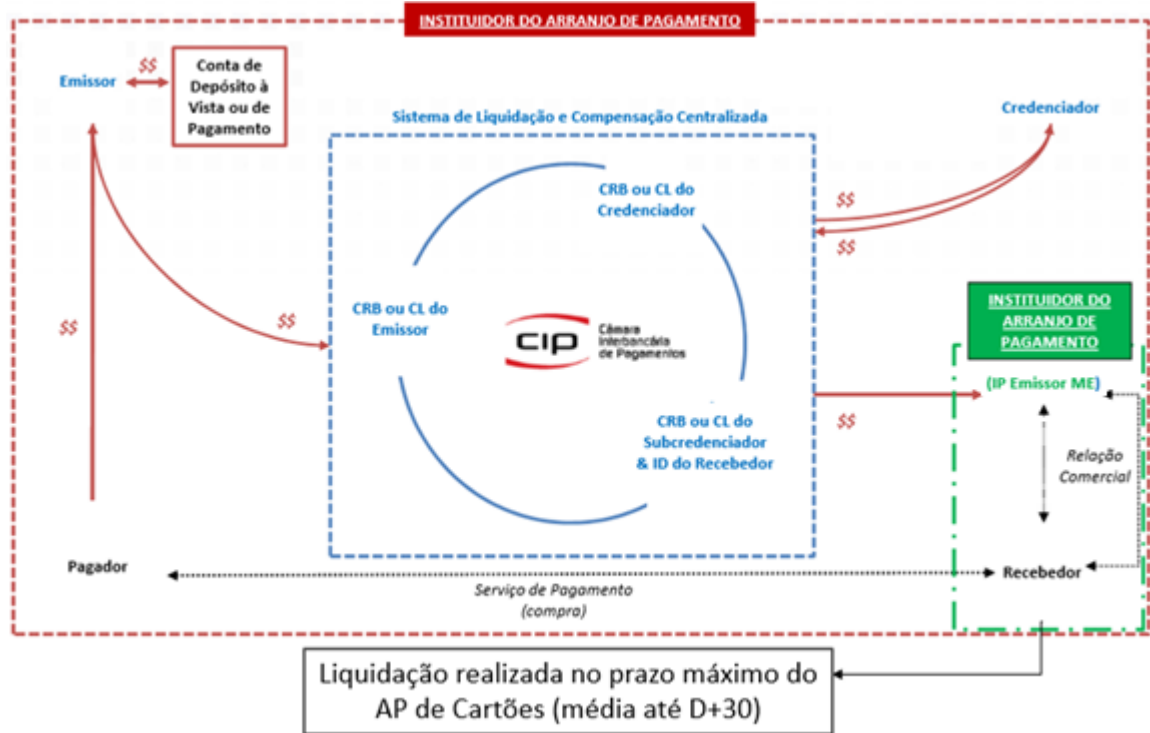 INSTITUIDOR DO ARRANJO DE PAGAMENTO
Emissor
$$
Conta de
Depósito à
Vista ou de
Pagamento
Sistema de Liquidação e Compensação Centralizada
Credenciador
CRB ou CL do
Credenciador
$$
$$
CRB ou CL do
Emissor
$$
$$
cip
Câmara
Interbancária
de Pagamentos
INSTITUIDOR DO
ARRANJO DE
PAGAMENTO
(IP Emissor ME)
$$
CRB ou CL do
Subcredenciador
& ID do Recebedor
Relação
Comercial
Pagador
Recebedor
Serviço de Pagamento
(compra)
Liquidação realizada no prazo máximo do
AP de Cartões (média até D+30)